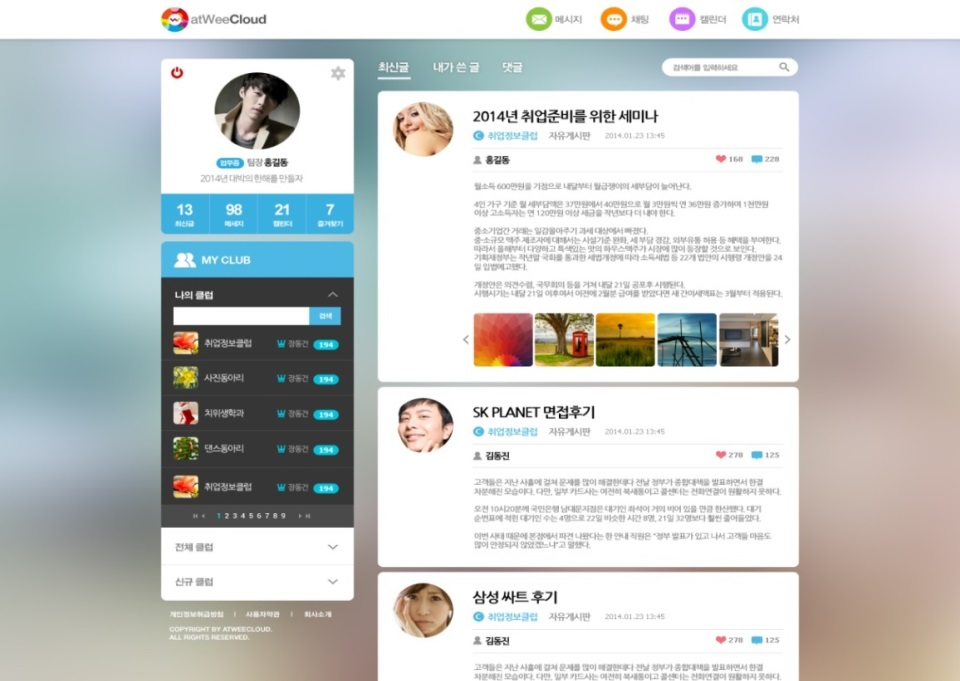 atWeeCloud
메시지
채팅
캘린더
연락처
최신글 내가 쓴 글 댓글
검색어를 입력하세요
팀장 홍길동
2014년 대박의 한해를 만들자
13 98 21 7
최신글 메세지 캘린더 즐겨찾기
MY CLUB
나의 클럽
검색
취업정보클럽 장동건 194
사진동아리 장동건 194
치위생학과 장동건 194
댄스동아리 장동건 194
취업정보클럽 장동건 194
1 2 3 4 5 6 7 8 9
전체 클럽
신규 클럽
개인정보취급방침 | 사용자약관 | 회사소개
COPYRIGHT BY ATWEECLOUD.
ALL RIGHTS RESERVED.
2014년 취업준비를 위한 세미나
C 취업정보클럽 자유게시판 2014.01.23 13:45
홍길동 160 220
월소득 600만원을 기점으로 내달부터 월급쟁이의 세부담이 늘어난다.
4인 가구 기준 월 세부담액은 37만원에서 40만원으로 월 3만원씩 연 36만원 증가하며 1천만원
이상 고소득자는 연 120만원 이상 세금을 작년보다 더 내야 한다.
중소기업간 거래는 일감몰아주기 과세 대상에서 빠졌다.
중·소규모 맥주 제조자에 대해서는 시설기준 완화, 세 부담 경감, 외부유통 허용 등 혜택을 부여한다.
따라서 올해부터 다양하고 특색있는 맛의 하우스맥주가 시장에 많이 등장할 것으로 보인다.
기획재정부는 작년말 국회를 통과한 세법개정에 따라 소득세법 등 22개 법안의 시행령 개정안을 24
일 입법예고했다.
개정안은 의견수렴, 국무회의 등을 거쳐 내달 21일 공포후 시행된다.
시행시기는 내달 21일 이후여서 이전에 2월분 급여를 받았다면 새 간이세액표는 3월부터 적용된다.
SK PLANET 면접후기
C 취업정보클럽 자유게시판 2014.01.23 13:45
김동진 270 125
고객들은 지난 사흘에 걸쳐 문제를 많이 해결한데다 전날 정부가 종합대책을 발표하면서 한결
차분해진 모습이다. 다만, 일부 카드사는 여전히 북새통이고 콜센터는 전화연결이 원활하지 못하다.
오전 10시20분께 국민은행 남대문지점은 대기인 좌석이 거의 비어 있을 만큼 한산했다. 대기
순번표에 적힌 대기인 수는 4명으로 22일 비슷한 시간 8명, 21일 32명보다 훨씬 줄어들었다.
이번 사태 때문에 본점에서 파견 나왔다는 한 안내 직원은 "정부 발표가 있고 나서 고객들 마음도
많이 안정되지 않았겠느냐"고 말했다.
삼성 싸트 후기
C 취업정보클럽 자유게시판 2014.01.23 13:45
김동진 270 125
고객들은 지난 사흘에 걸쳐 문제를 많이 해결한데다 전날 정부가 종합대책을 발표하면서 한결
차분해진 모습이다. 다만, 일부 카드사는 여전히 북새통이고 콜센터는 전화연결이 원활하지 못하다.